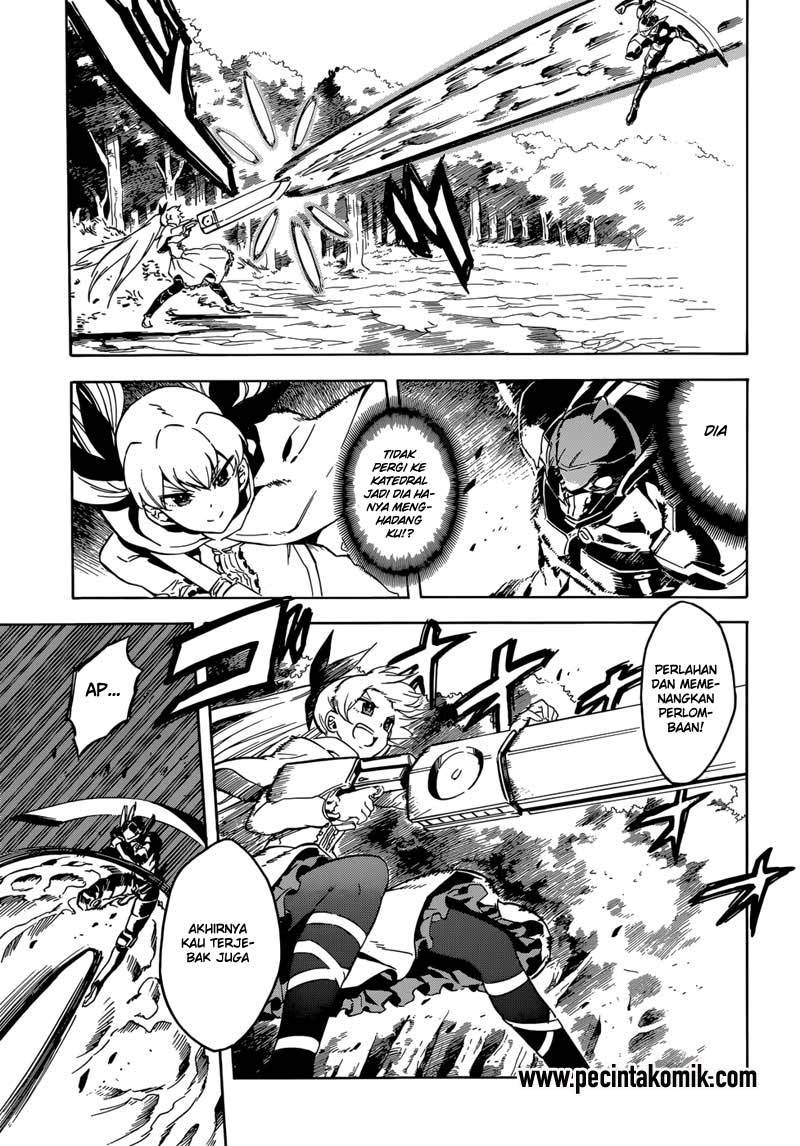 DIA
TIDAK
PERGI KE
KATEDRAL
JADI DIA HA-
NYA MENG-
HADANG
KU!?
PERLAHAN
DAN MEME-
NANGKAN
PERLOM-
BAAN!
AKHIRNYA
KAU TERJE-
BAK JUGA
AP...
www.pecintakomik.com